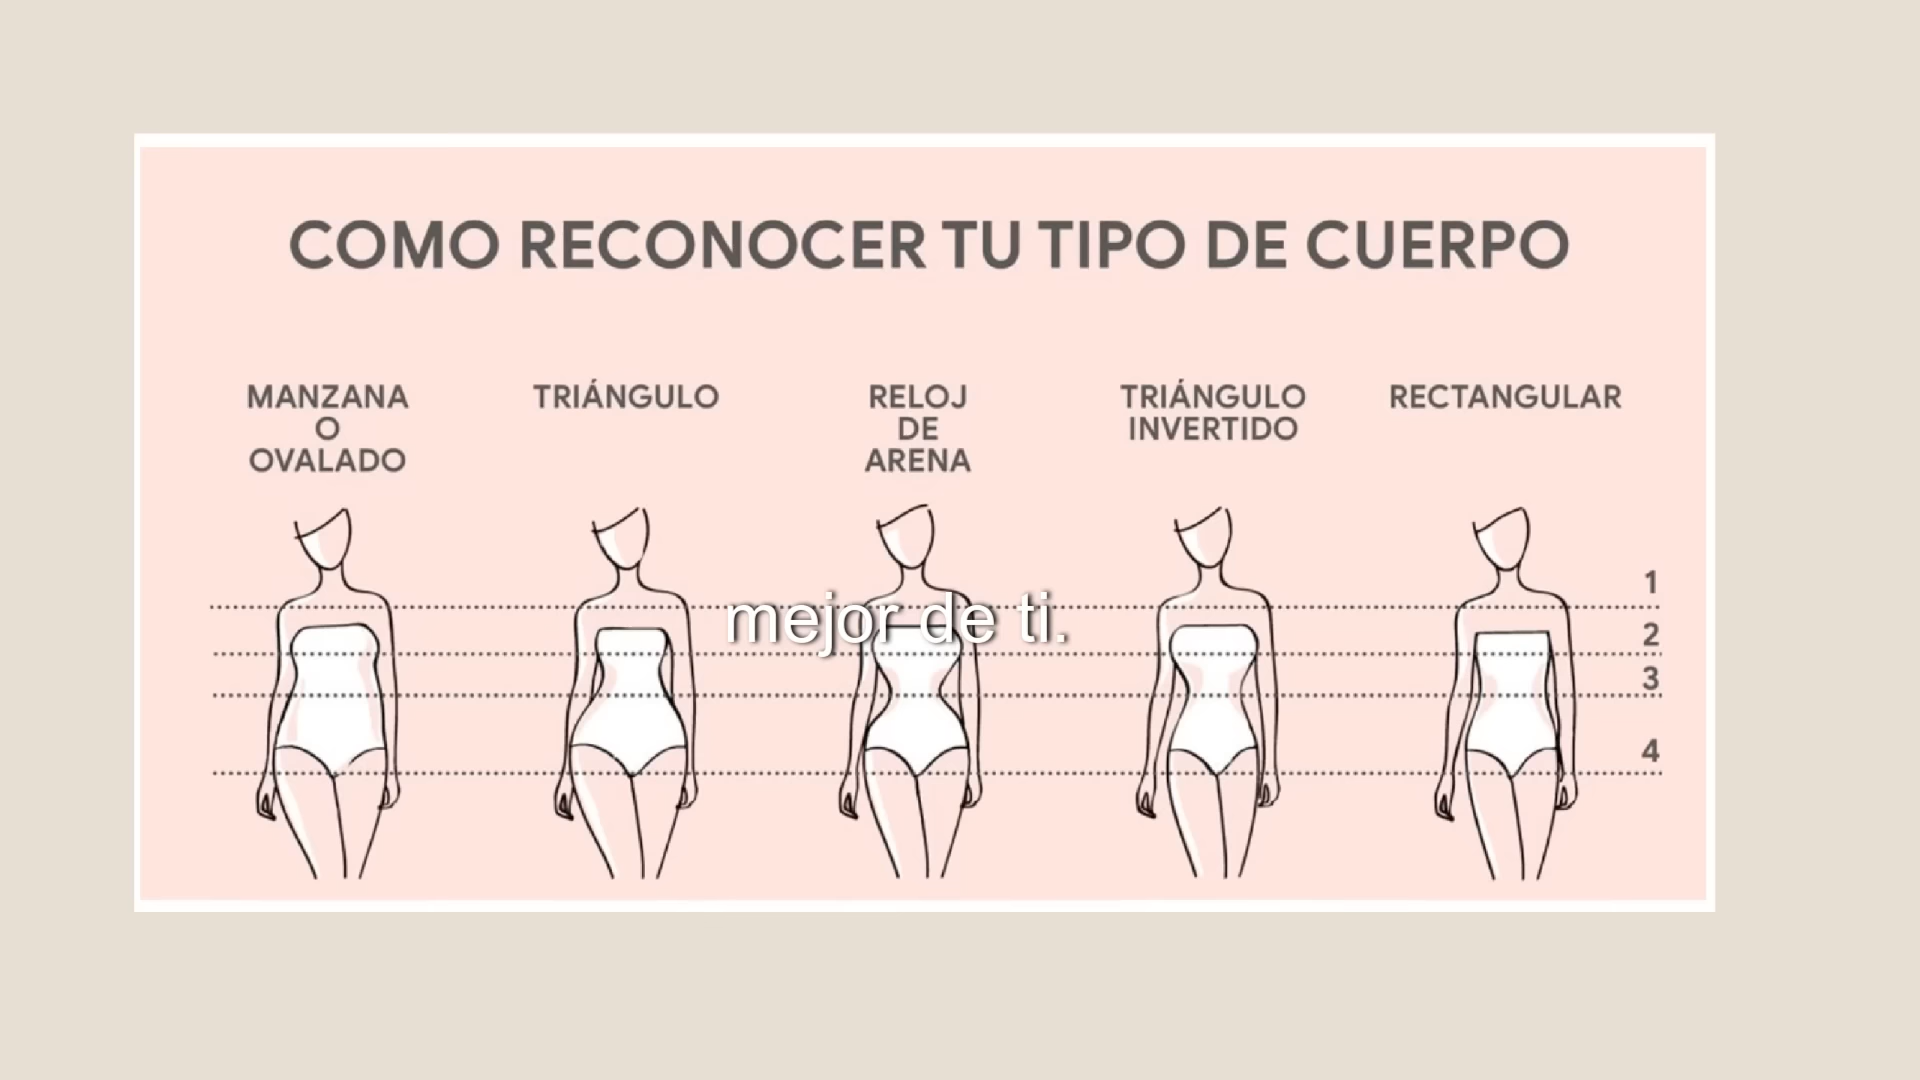 COMO RECONOCER TU TIPO DE CUERPO
MANZANA
O
OVALADO
TRIÁNGULO
RELOJ
DE
ARENA
TRIÁNGULO
INVERTIDO
RECTANGULAR
1
mejor de ti.
2
3
4